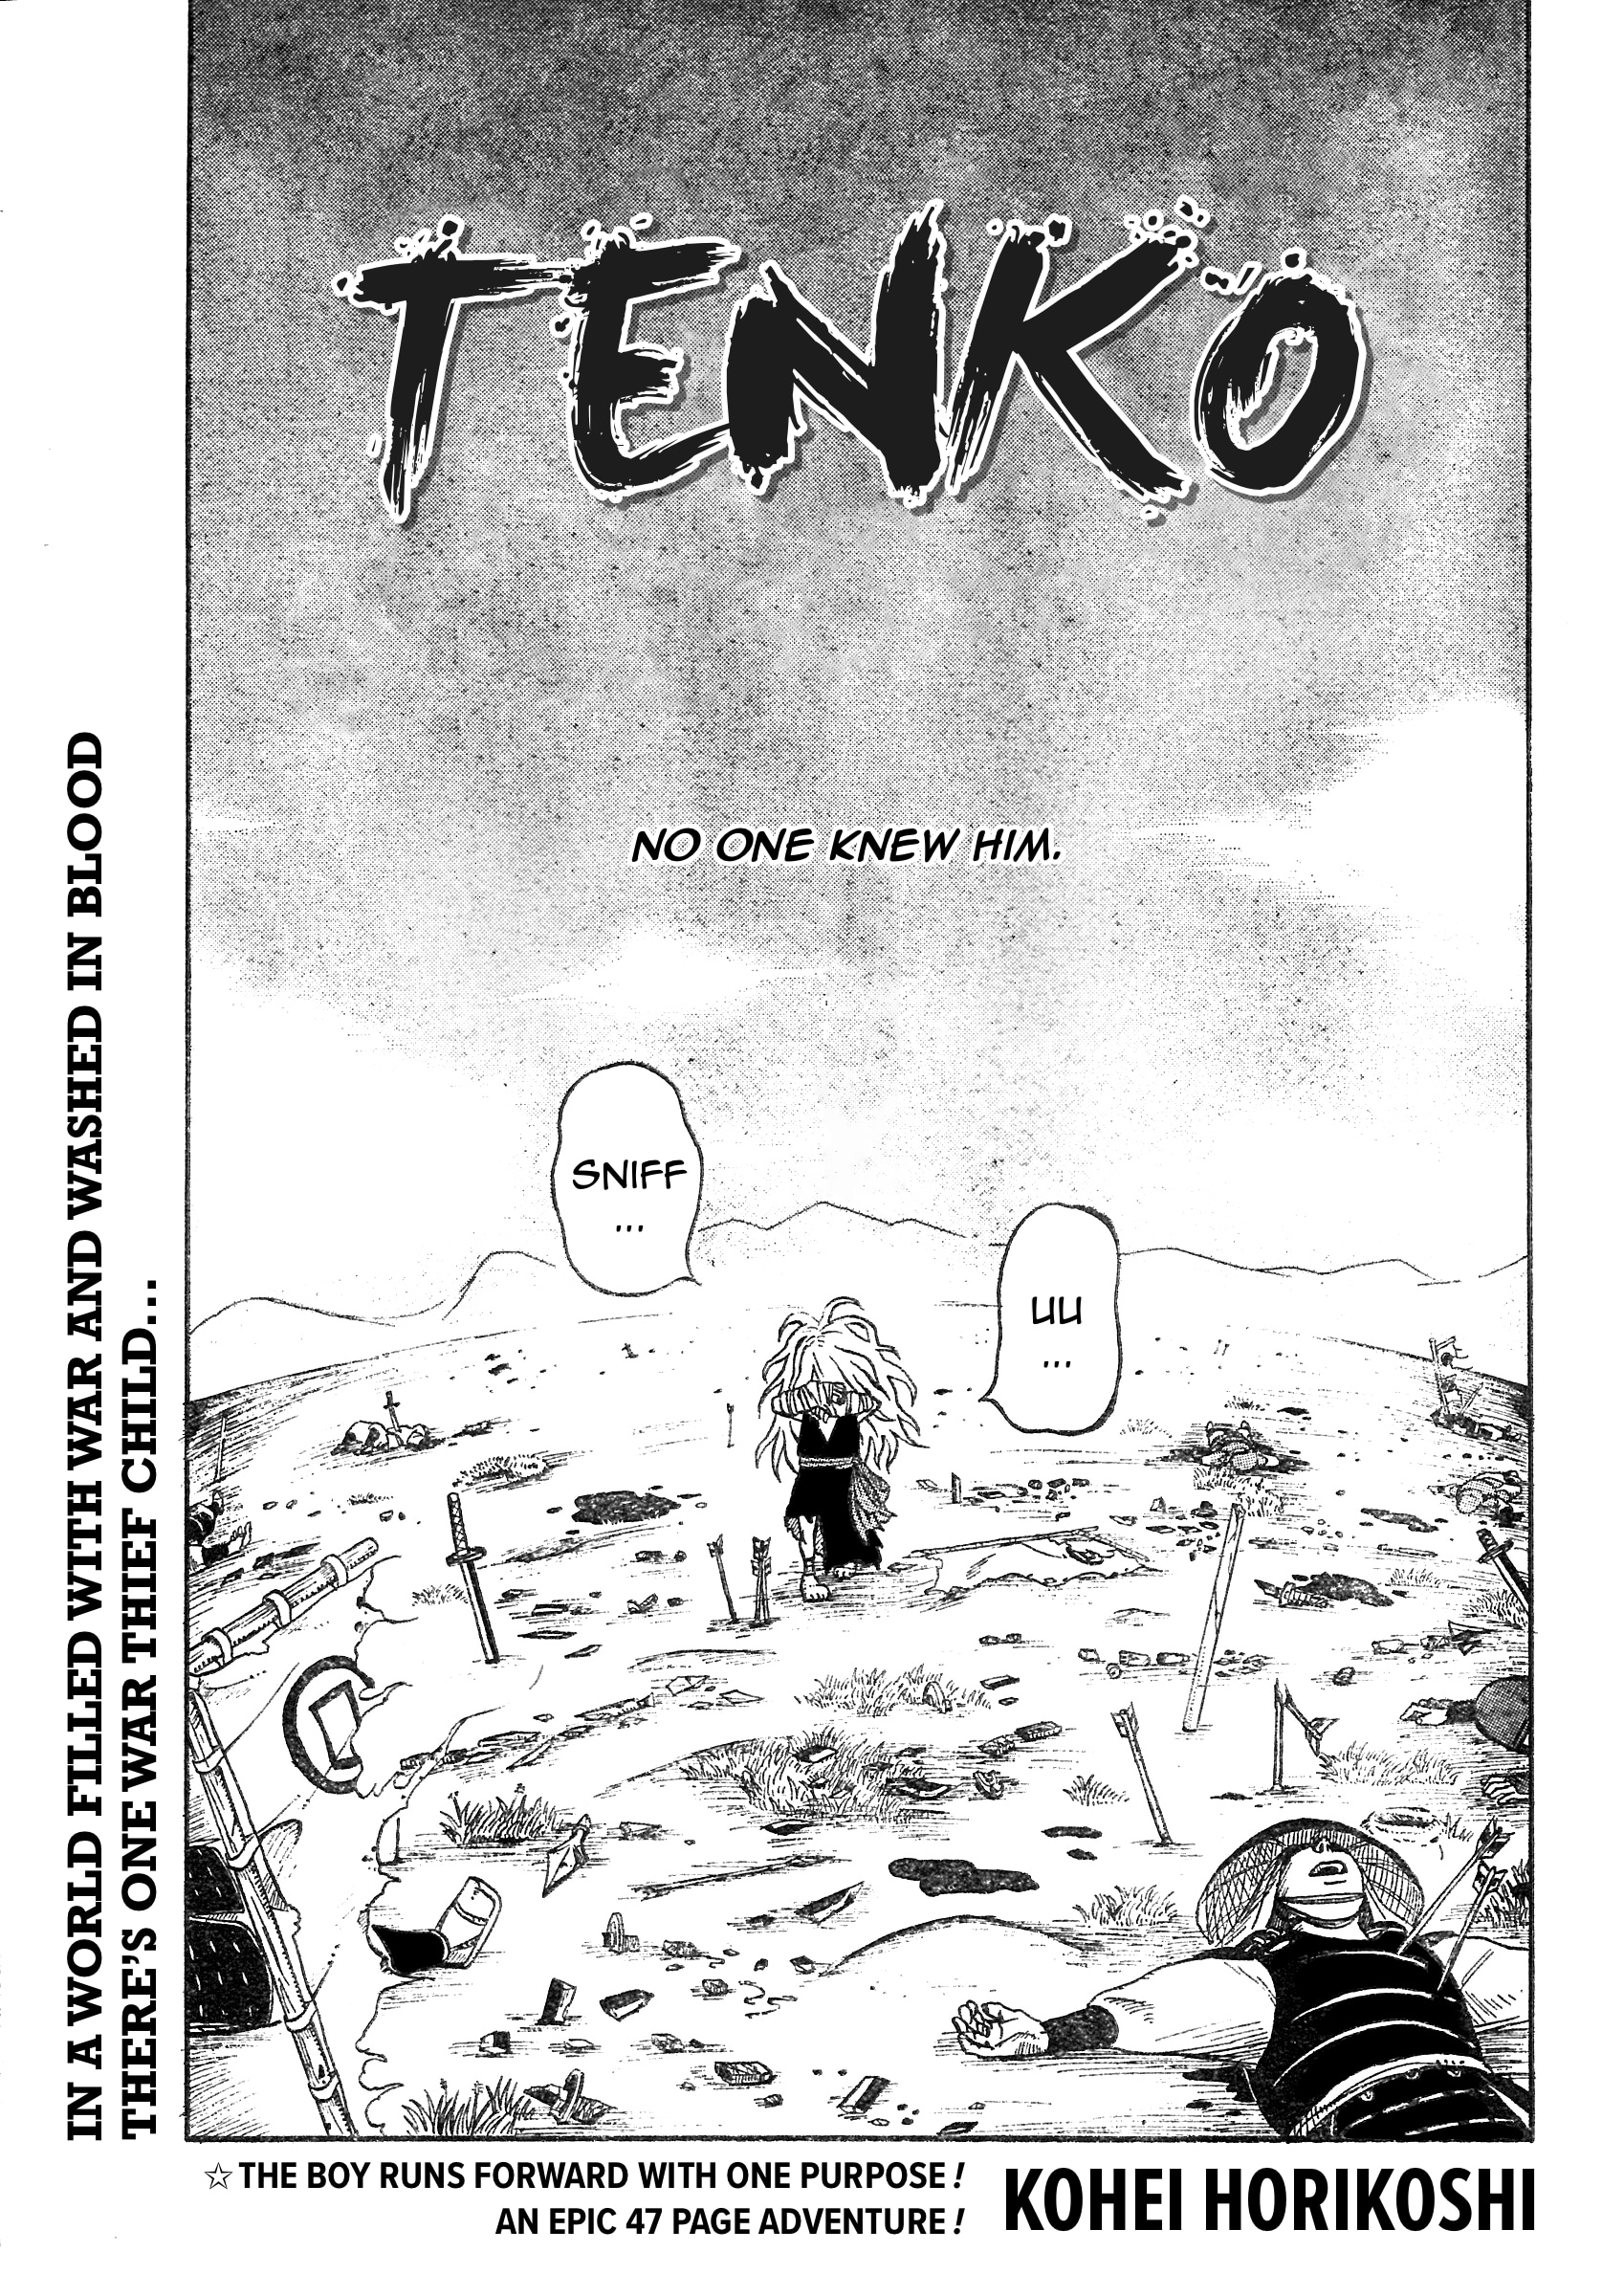 TENKO
NO ONE KNEW HIM.
SNIFF
...
UU
...
IN A WORLD FILLED WITH WAR AND WASHED IN BLOOD
THERE'S ONE WAR THIEF CHILD...
☆ THE BOY RUNS FORWARD WITH ONE PURPOSE!
AN EPIC 47 PAGE ADVENTURE!
KOHEI HORIKOSHI